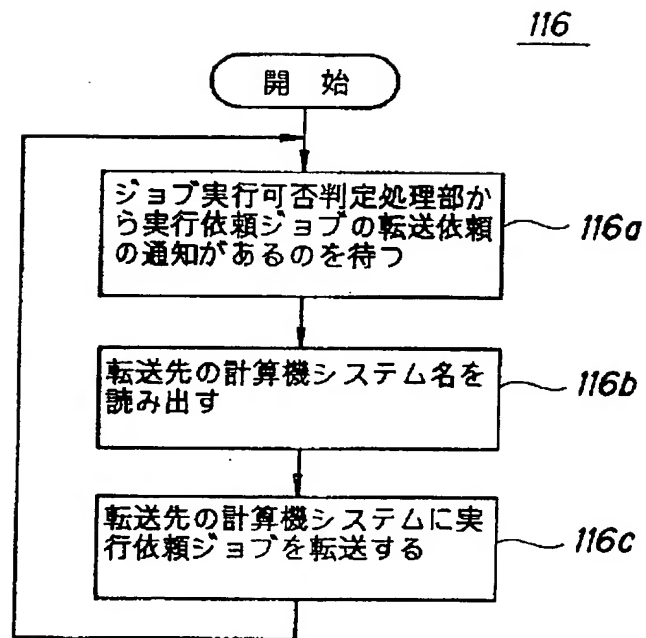 116
開 始
ジョブ実行可否判定処理部か
ら実行依頼ジョブの転送依頼
の通知があるのを待つ
116a
転送先の計算機システム名を
読み出す
116b
転送先の計算機システムに実
行依頼ジョブを転送する
116c